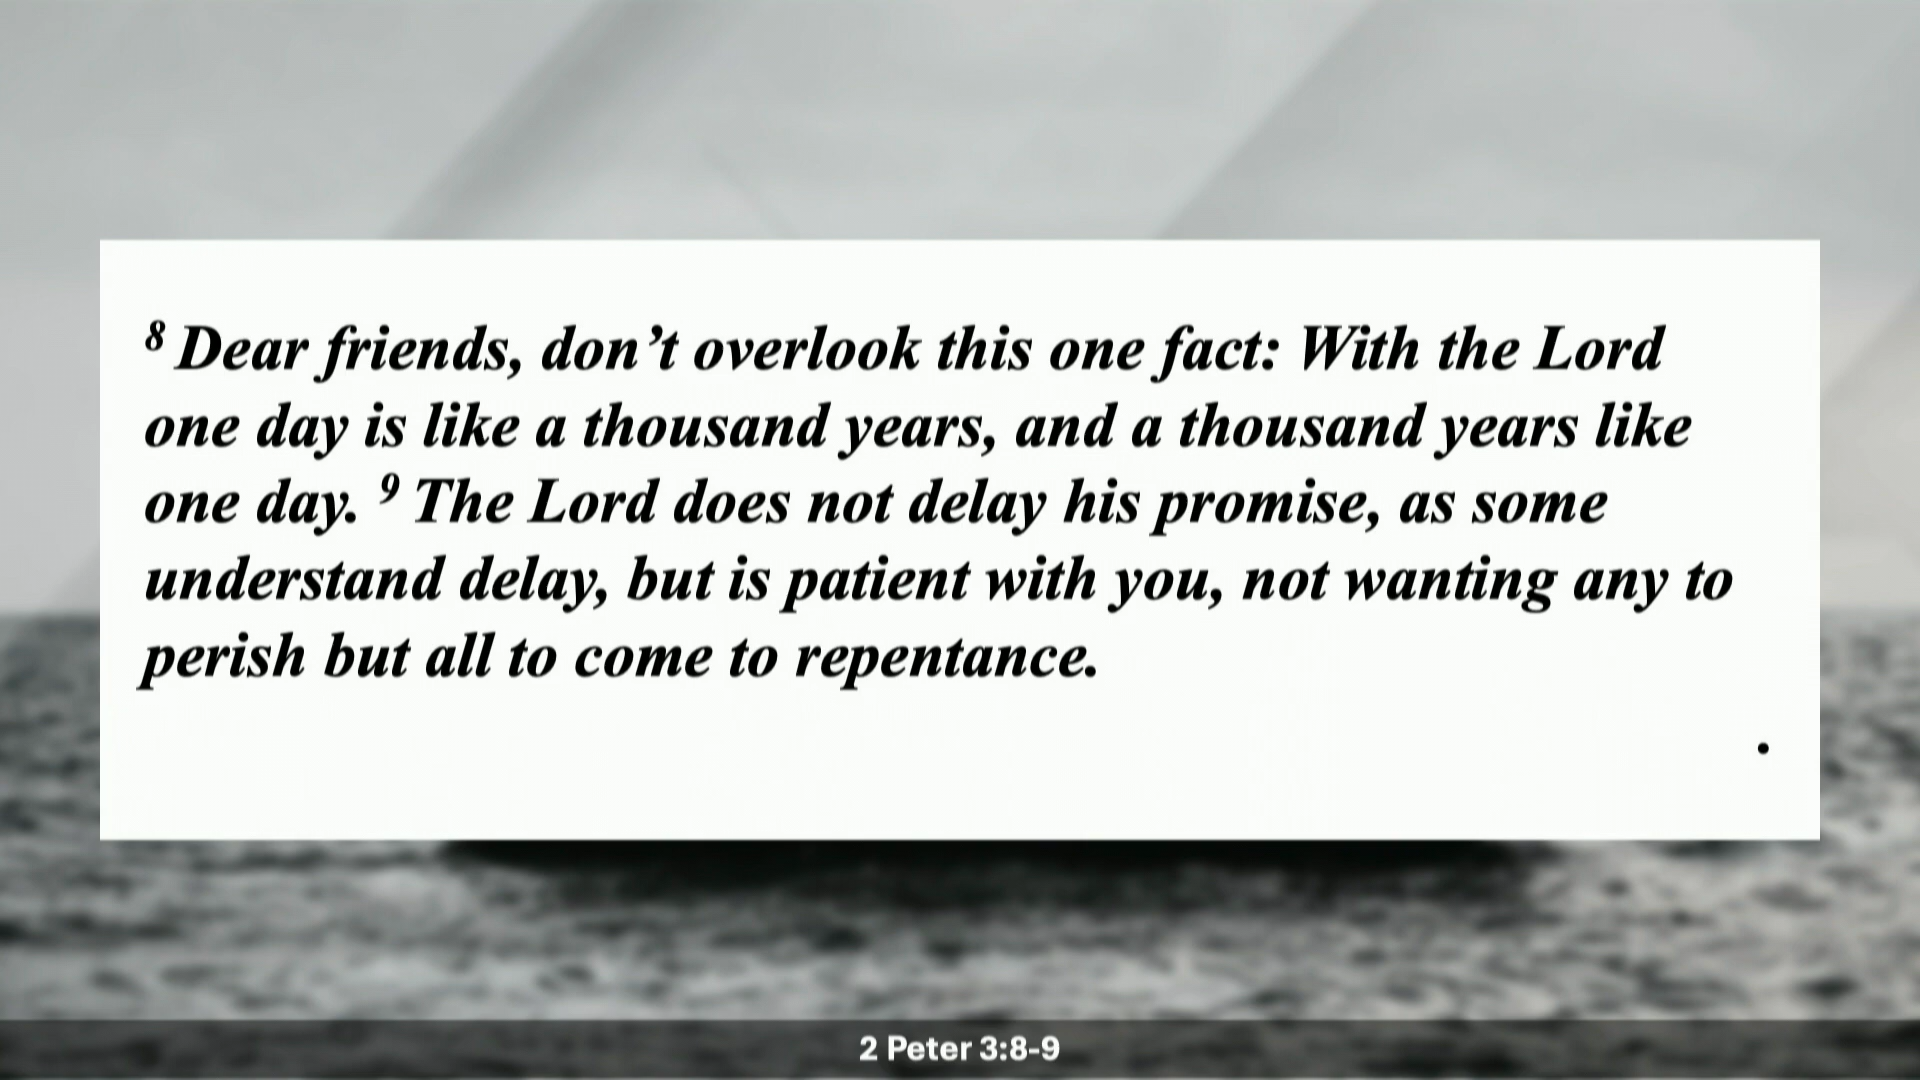 ⁸ Dear friends, don’t overlook this one fact: With the Lord
one day is like a thousand years, and a thousand years like
one day. ⁹ The Lord does not delay his promise, as some
understand delay, but is patient with you, not wanting any to
perish but all to come to repentance.
.
2 Peter 3:8-9